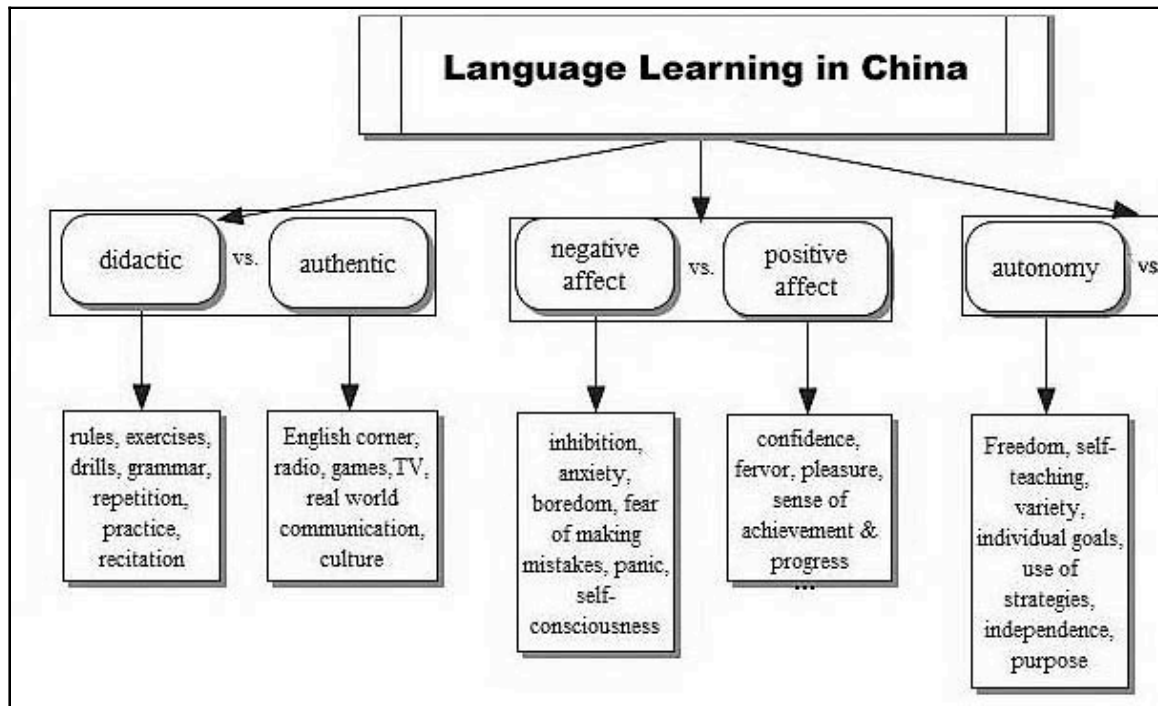 Language Learning in China
didactic
vs.
authentic
negative
affect
vs.
positive
affect
autonomy
vs
rules, exercises,
drills, grammar,
repetition,
practice,
recitation
English corner,
radio, games,TV,
real world
communication,
culture
inhibition,
anxiety,
boredom, fear
of making
mistakes, panic,
self-
consciousness
confidence,
fervor, pleasure,
sense of
achievement &
progress
...
Freedom, self-
teaching,
variety,
individual goals,
use of
strategies,
independence,
purpose